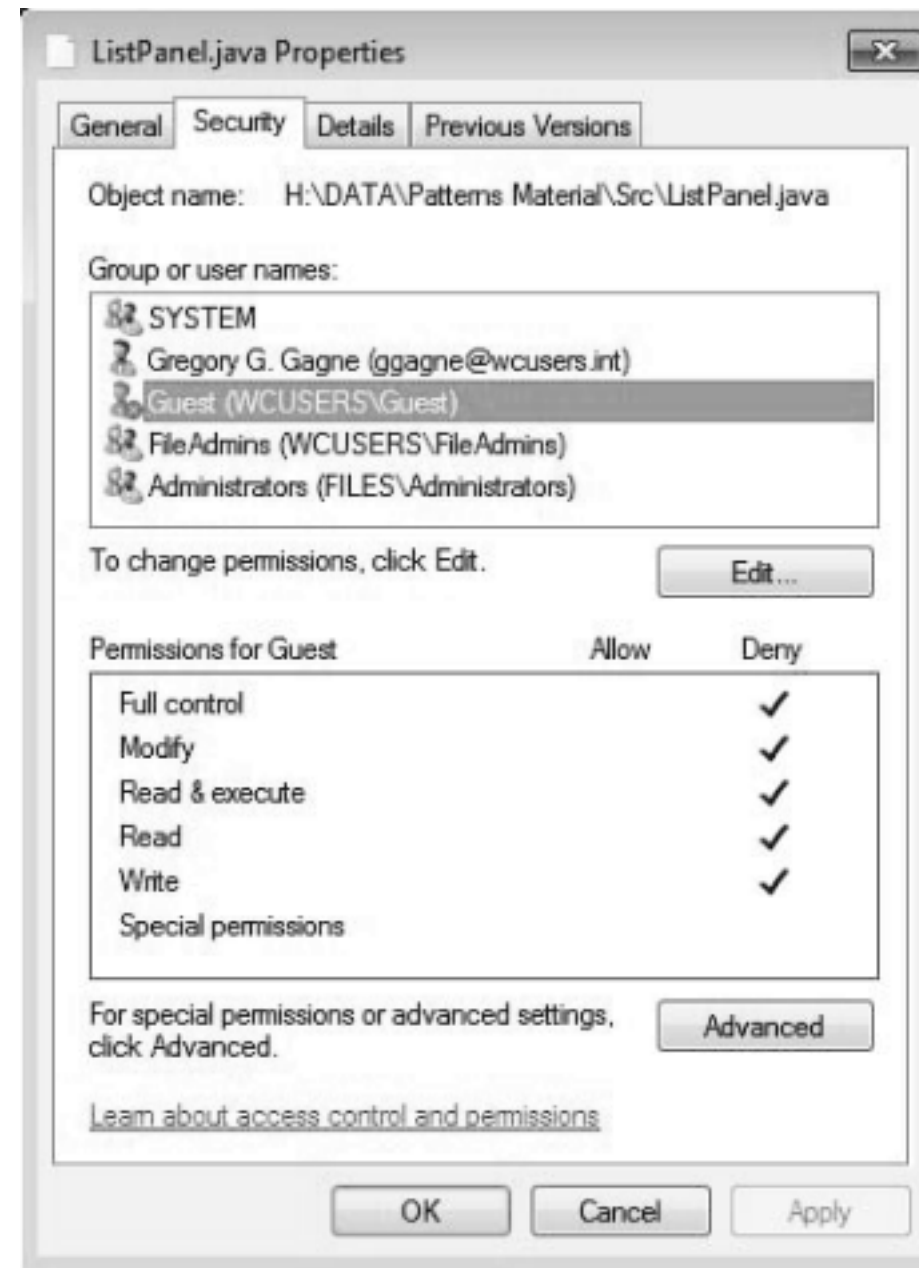 ListPanel.java Properties
General Security Details Previous Versions
Object name: H:\DATA\Patterns Material\Src\ListPanel.java
Group or user names:
SYSTEM
Gregory G. Gagne (ggagne@wcusers.int)
Guest (WCUSERS\Guest)
FileAdmins (WCUSERS\FileAdmins)
Administrators (FILES\Administrators)
To change permissions, click Edit.
Edit...
Permissions for Guest Allow Deny
Full control
Modify
Read & execute
Read
Write
Special permissions
For special permissions or advanced settings,
click Advanced.
Advanced
Learn about access control and permissions
OK Cancel Apply